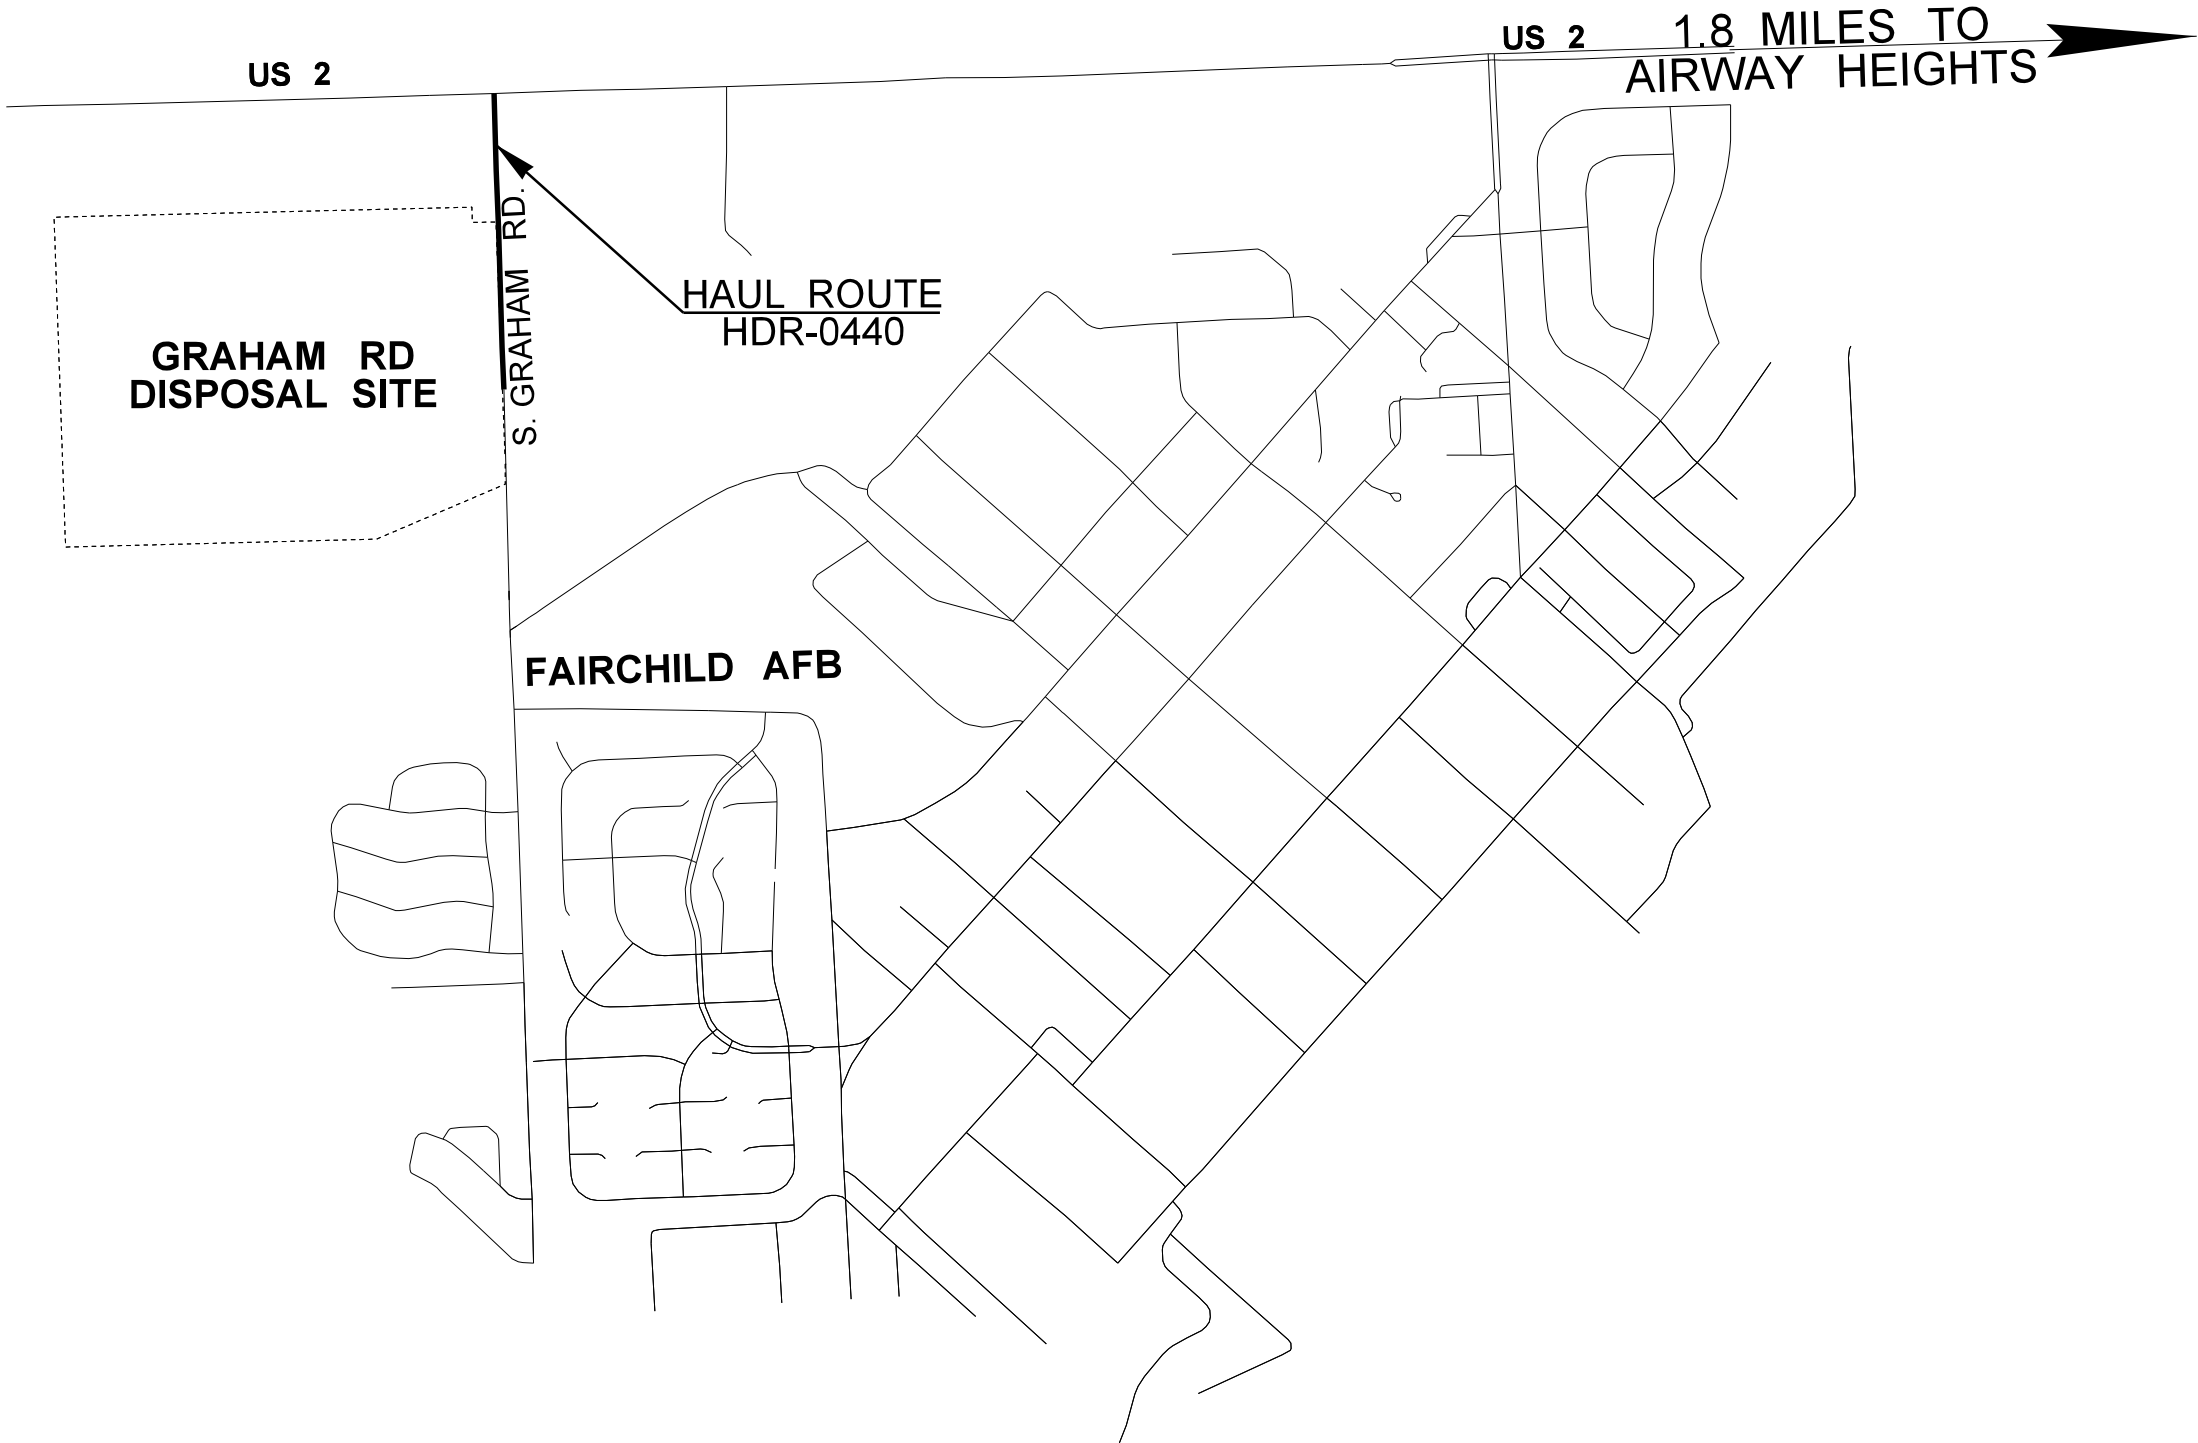 US 2
US 2
1.8 MILES TO
AIRWAY HEIGHTS
S. GRAHAM RD.
HAUL ROUTE
HDR-0440
GRAHAM RD
DISPOSAL SITE
FAIRCHILD AFB